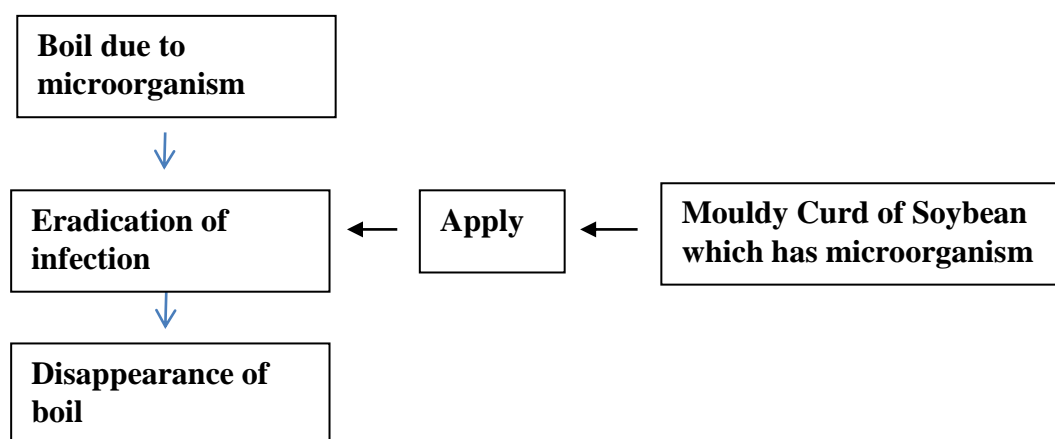 Boil due to
microorganism
Eradication of
infection
Apply
Mouldy Curd of Soybean
which has microorganism
Disappearance of
boil